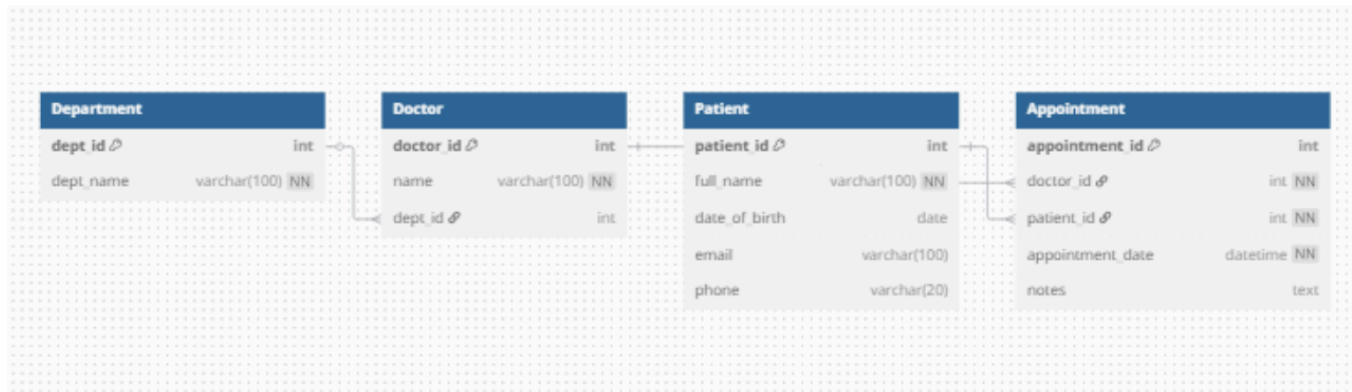 Department
dept_id int
dept_name varchar(100) NN
Doctor
doctor_id int
name varchar(100) NN
dept_id int
Patient
patient_id int
full_name varchar(100) NN
date_of_birth date
email varchar(100)
phone varchar(20)
Appointment
appointment_id int
doctor_id int NN
patient_id int NN
appointment_date datetime NN
notes text